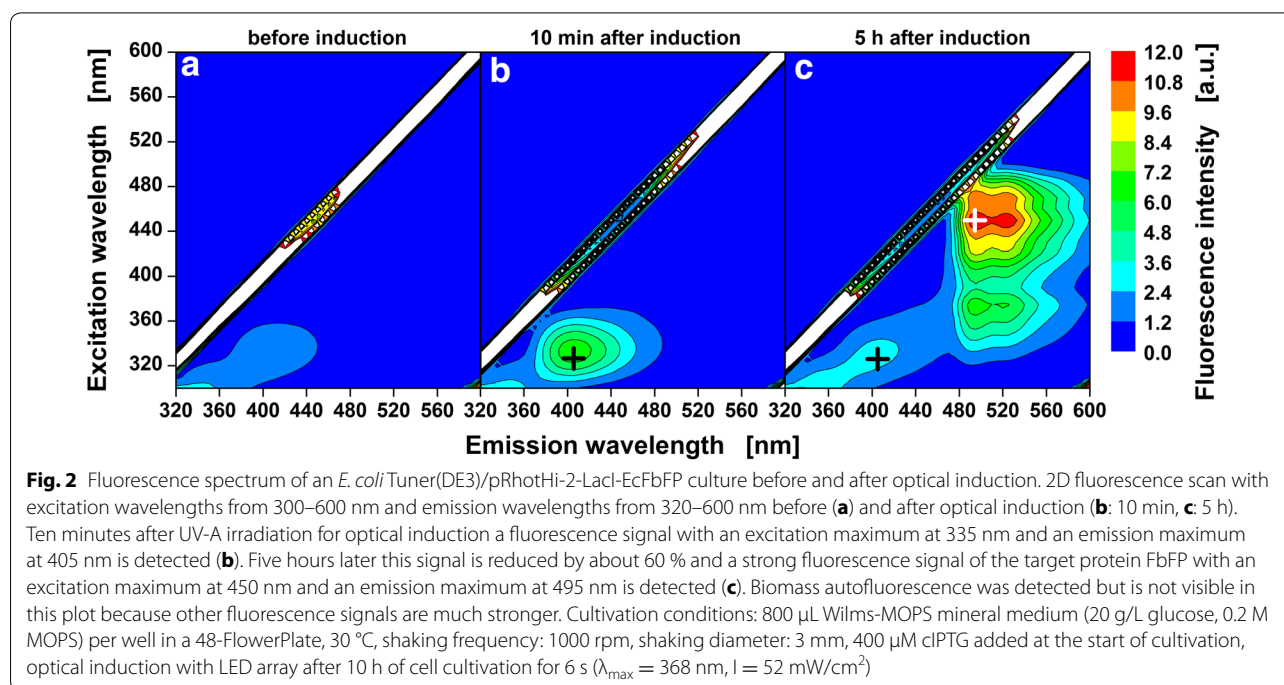 before induction
10 min after induction
5 h after induction
a
b
c
Excitation wavelength [nm]
600
560
520
480
440
400
360
320
320 360 400 440 480 520 560 320 360 400 440 480 520 560 320 360 400 440 480 520 560 600
Emission wavelength [nm]
12.0
10.8
9.6
8.4
7.2
6.0
4.8
3.6
2.4
1.2
0.0
Fluorescence intensity [a.u.]
Fig. 2 Fluorescence spectrum of an E. coli Tuner(DE3)/pRhotHi-2-LacI-EcFbFP culture before and after optical induction. 2D fluorescence scan with
excitation wavelengths from 300–600 nm and emission wavelengths from 320–600 nm before (a) and after optical induction (b: 10 min, c: 5 h).
Ten minutes after UV-A irradiation for optical induction a fluorescence signal with an excitation maximum at 335 nm and an emission maximum
at 405 nm is detected (b). Five hours later this signal is reduced by about 60 % and a strong fluorescence signal of the target protein FbFP with an
excitation maximum at 450 nm and an emission maximum at 495 nm is detected (c). Biomass autofluorescence was detected but is not visible in
this plot because other fluorescence signals are much stronger. Cultivation conditions: 800 µL Wilms-MOPS mineral medium (20 g/L glucose, 0.2 M
MOPS) per well in a 48-FlowerPlate, 30 °C, shaking frequency: 1000 rpm, shaking diameter: 3 mm, 400 µM cIPTG added at the start of cultivation,
optical induction with LED array after 10 h of cell cultivation for 6 s (λmax = 368 nm, I = 52 mW/cm²)